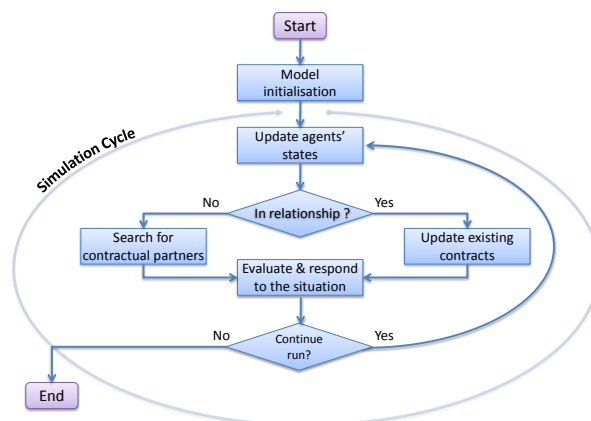 Start
Model
initialisation
Simulation Cycle
Update agents'
states
No
In relationship ?
Yes
Search for
contractual partners
Update existing
contracts
Evaluate & respond
to the situation
No
Continue
run?
Yes
End